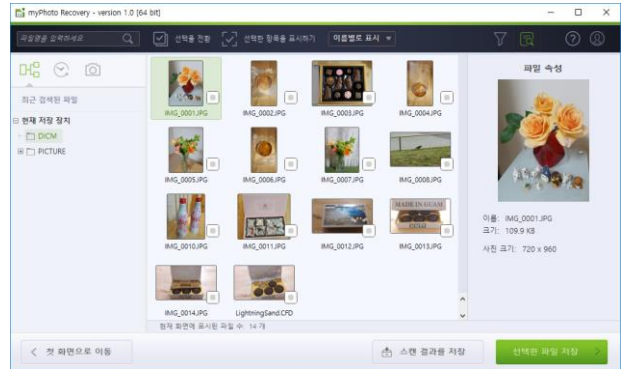 myPhoto Recovery - version 1.0 [64 bit]
파일명을 입력하세요
선택을 전환
선택한 항목을 표시하기
이름별로 표시
최근 검색된 파일
현재 저장 장치
DICM
PICTURE
IMG_0001.JPG
IMG_0002.JPG
IMG_0003.JPG
IMG_0004.JPG
IMG_0005.JPG
IMG_0006.JPG
IMG_0007.JPG
IMG_0008.JPG
MADE IN GUAM
IMG_0010.JPG
IMG_0011.JPG
IMG_0012.JPG
IMG_0013.JPG
IMG_0014.JPG
LightningSand.CFD
현재 화면에 표시된 파일 수: 14 개
파일 속성
이름: IMG_0001.JPG
크기: 109.9 KB
사진 크기: 720 x 960
첫 화면으로 이동
스캔 결과를 저장
선택한 파일 저장